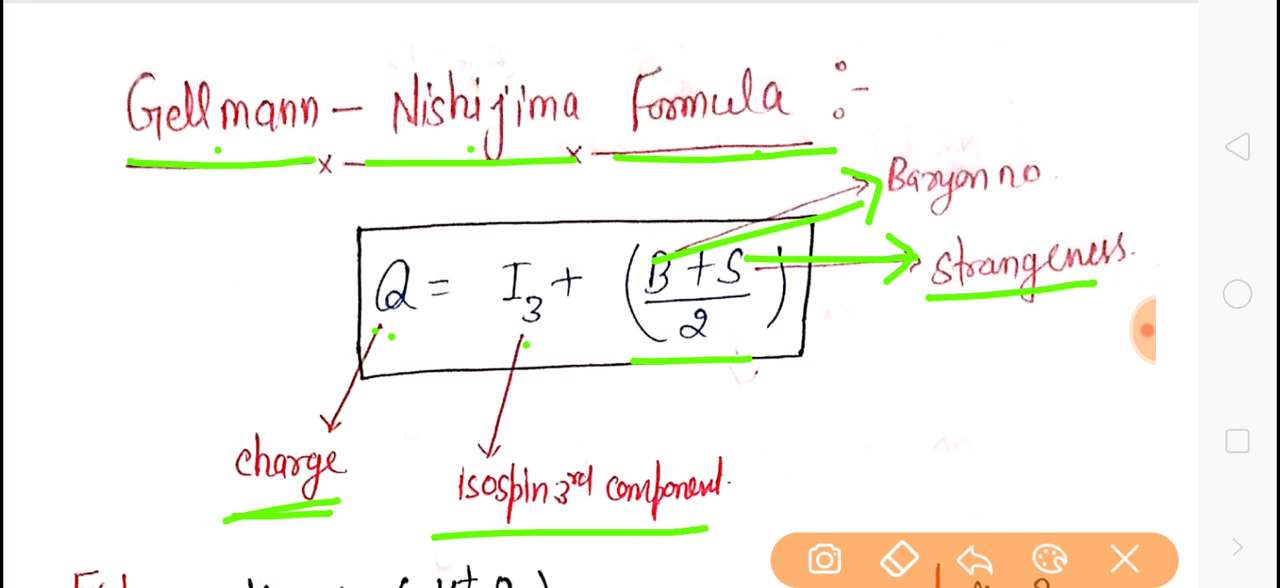 Gellmann - Nishijima Formula :-
Baryon no.
Q = I3 + (B + S / 2)
Strangeness.
charge
isospin 3rd component.